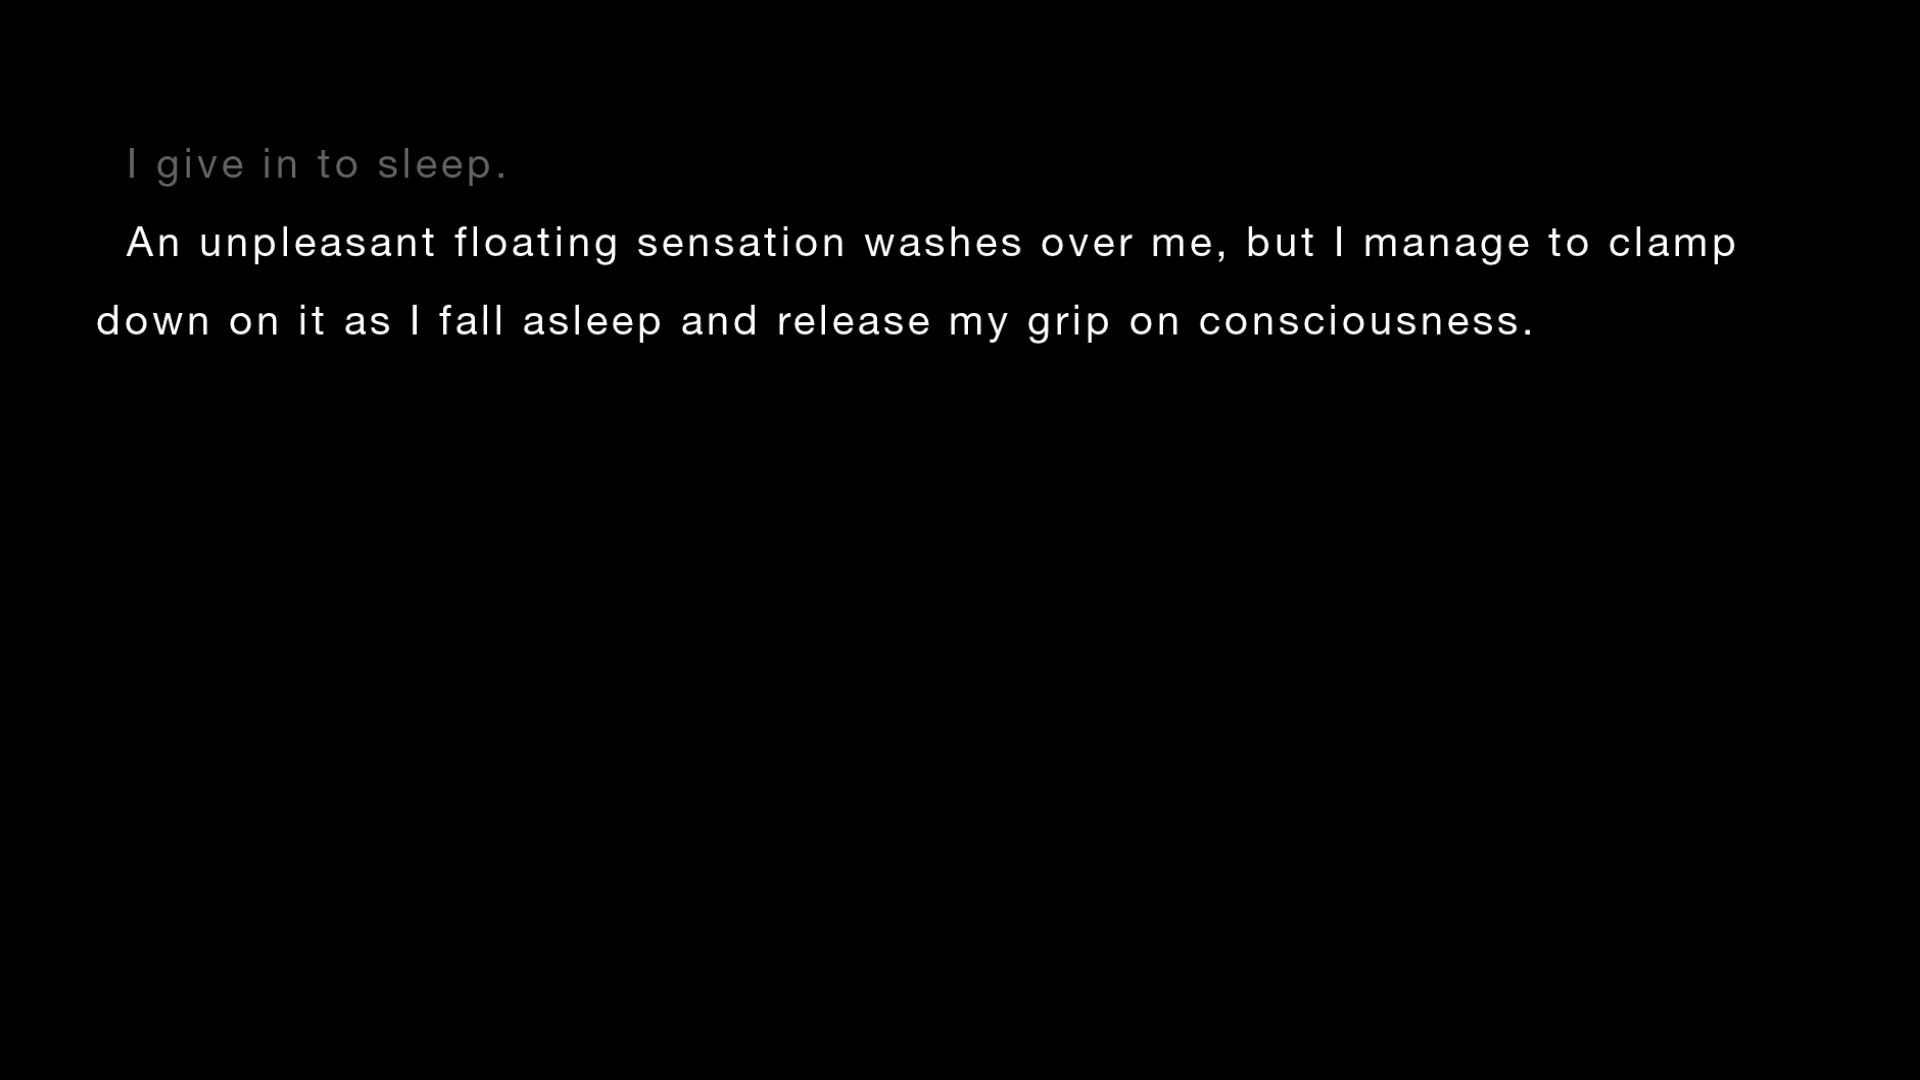 I give in to sleep.
An unpleasant floating sensation washes over me, but I manage to clamp
down on it as I fall asleep and release my grip on consciousness.